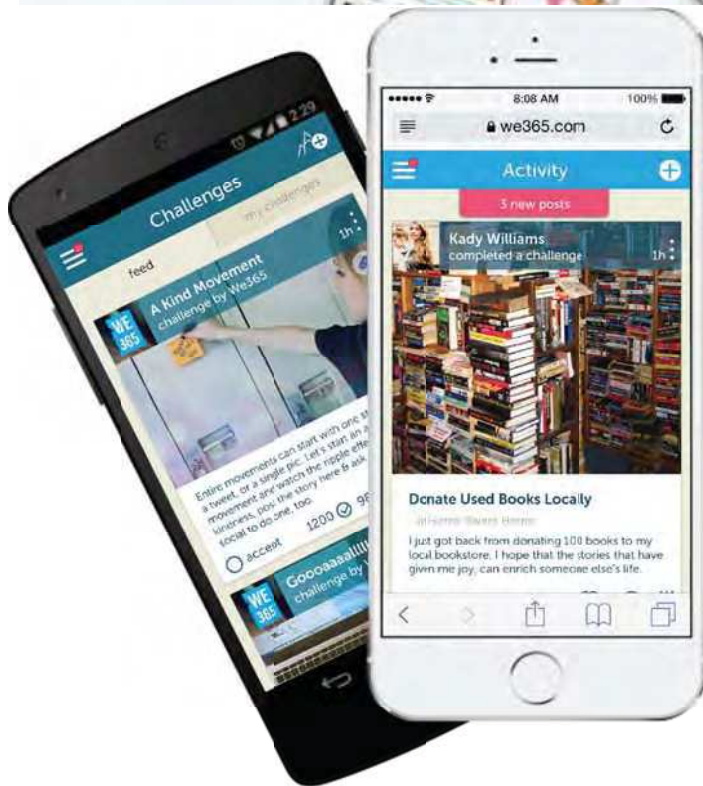 2:29
Challenges
feed
my challenges
WE
365
A Kind Movement
challenge by We365
1h
Entire movements can start with one
a tweet, or a single pic. Let's start an
movement and watch the ripple
kindness, post the story here & ask
social to do one, too.
accept
1200
WE
365
challenge by
8:08 AM
100%
we365.com
Activity
3 new posts
Kady Williams
completed a challenge
1h
Donate Used Books Locally
I just got back from donating 100 books to my
local bookstore. I hope that the stories that have
given me joy, can enrich someone else's life.